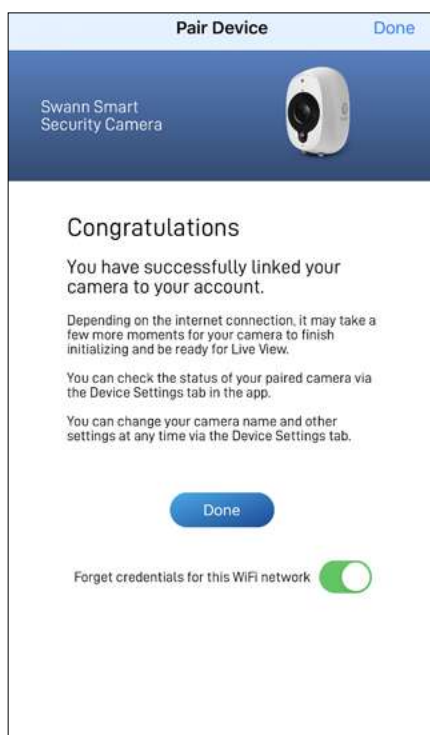 Pair Device
Done
Swann Smart
Security Camera
Congratulations
You have successfully linked your
camera to your account.
Depending on the internet connection, it may take a
few more moments for your camera to finish
initializing and be ready for Live View.
You can check the status of your paired camera via
the Device Settings tab in the app.
You can change your camera name and other
settings at any time via the Device Settings tab.
Done
Forget credentials for this WiFi network